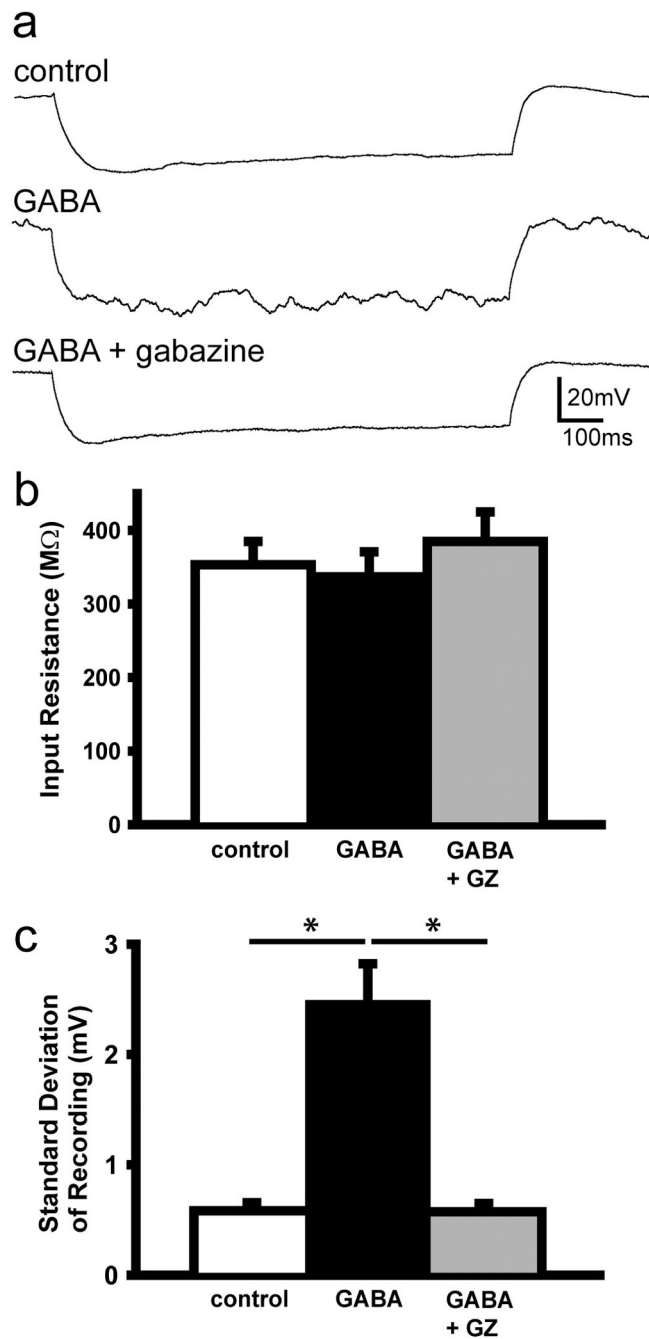 a
control
GABA
GABA + gabazine
20mV
100ms
b
Input Resistance (MΩ)
400
300
200
100
0
control
GABA
GABA
+ GZ
c
Standard Deviation
of Recording (mV)
* *
3
2
1
0
control
GABA
GABA
+ GZ